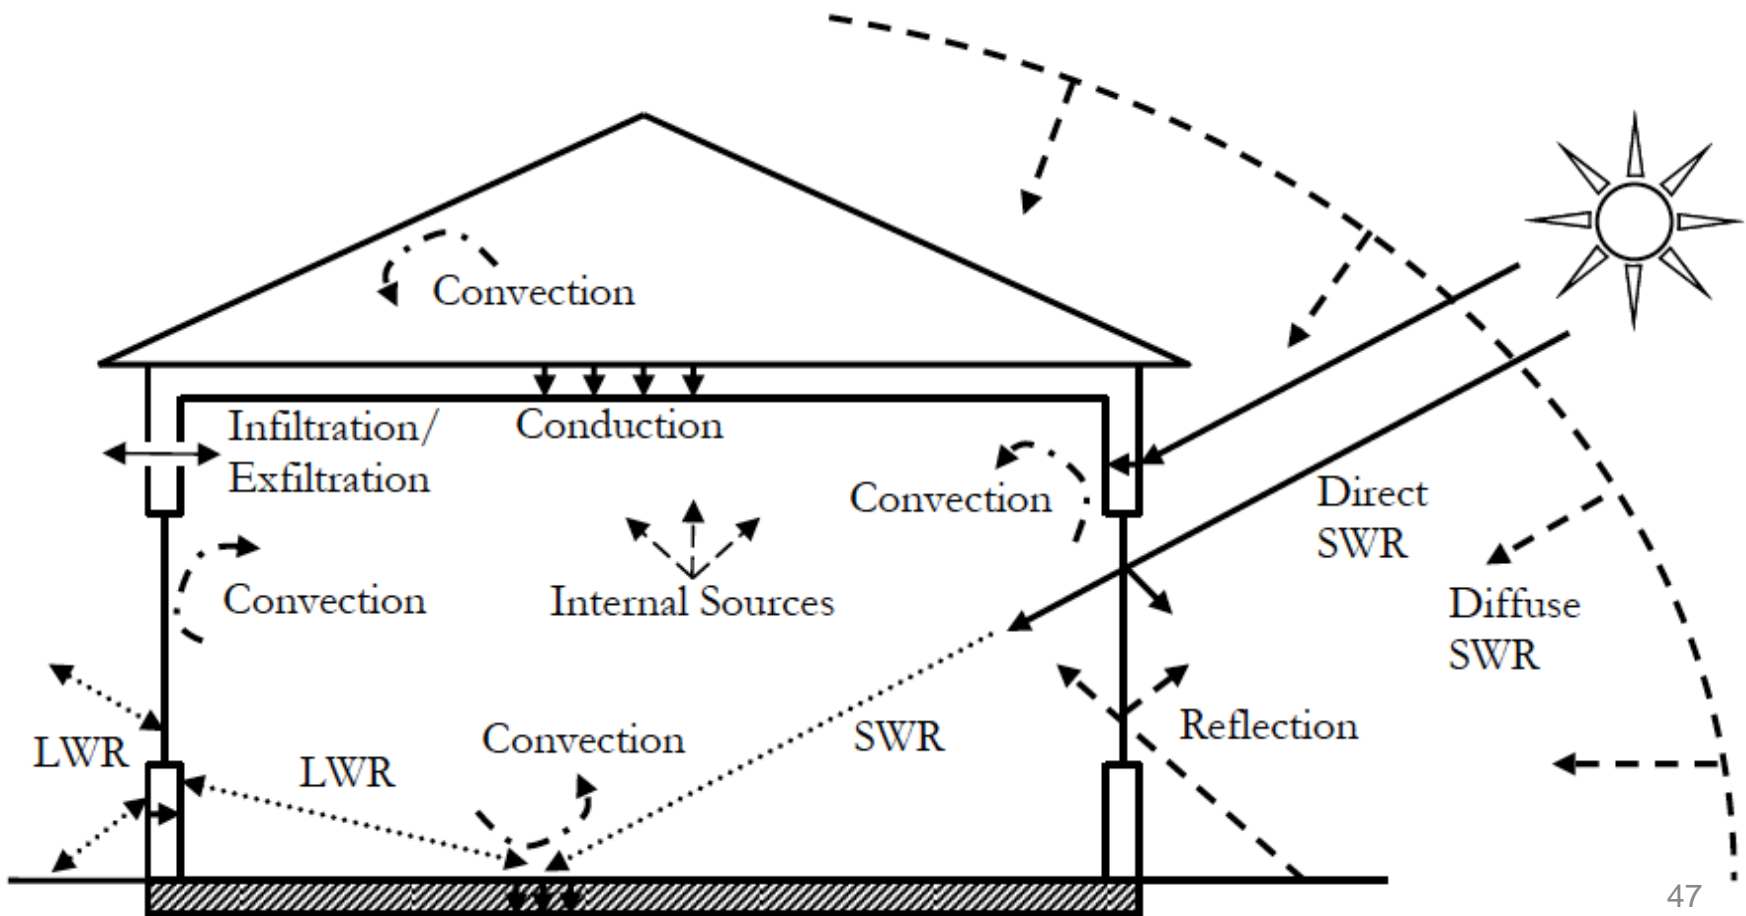 Convection
Infiltration/
Exfiltration
Conduction
Convection
Direct
SWR
Convection
Internal Sources
Diffuse
SWR
LWR
LWR
Convection
SWR
Reflection
47